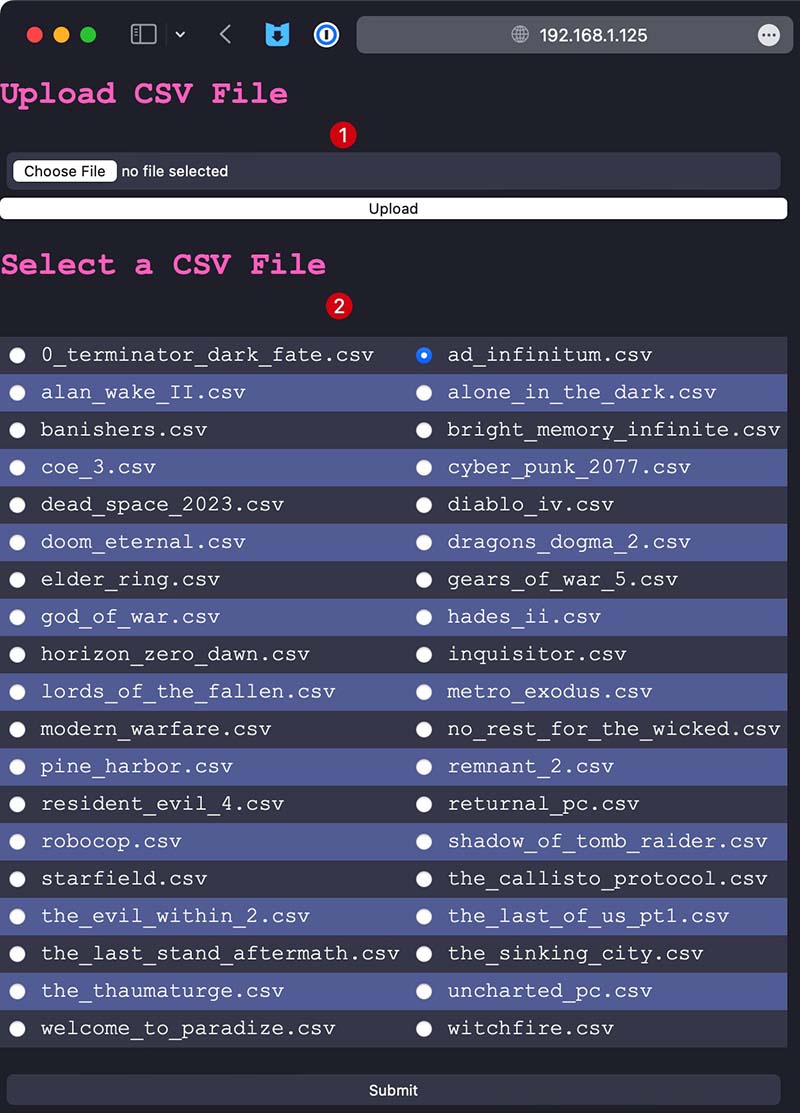 192.168.1.125
Upload CSV File
1
Choose File no file selected
Upload
Select a CSV File
2
0_terminator_dark_fate.csv ad_infinitum.csv
alan_wake_II.csv alone_in_the_dark.csv
banishers.csv bright_memory_infinite.csv
coe_3.csv cyber_punk_2077.csv
dead_space_2023.csv diablo_iv.csv
doom_eternal.csv dragons_dogma_2.csv
elder_ring.csv gears_of_war_5.csv
god_of_war.csv hades_ii.csv
horizon_zero_dawn.csv inquisitor.csv
lords_of_the_fallen.csv metro_exodus.csv
modern_warfare.csv no_rest_for_the_wicked.csv
pine_harbor.csv remnant_2.csv
resident_evil_4.csv returnal_pc.csv
robocop.csv shadow_of_tomb_raider.csv
starfield.csv the_callisto_protocol.csv
the_evil_within_2.csv the_last_of_us_pt1.csv
the_last_stand_aftermath.csv the_sinking_city.csv
the_thaumaturge.csv uncharted_pc.csv
welcome_to_paradize.csv witchfire.csv
Submit